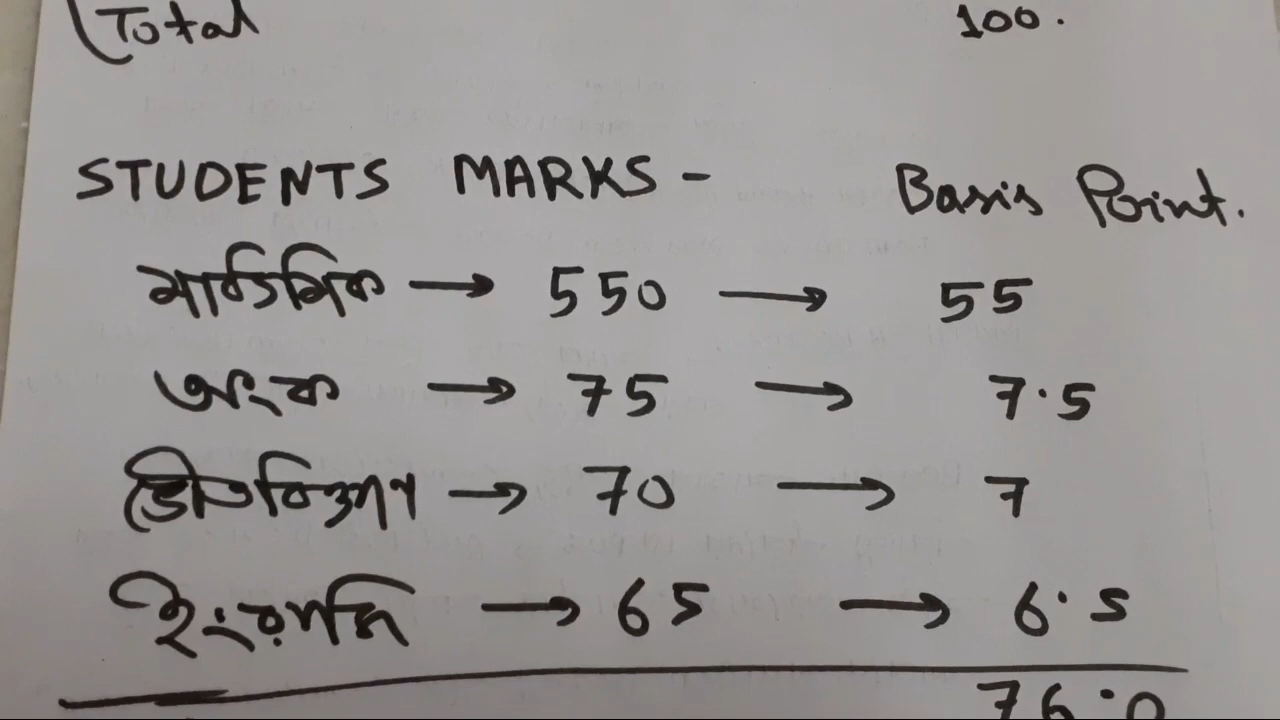 Total 100.
STUDENTS MARKS - Basis Point.
মাধ্যমিক → 550 → 55
অংক → 75 → 7.5
ভৌতবিজ্ঞান → 70 → 7
ইংরাজি → 65 → 6.5
76.0